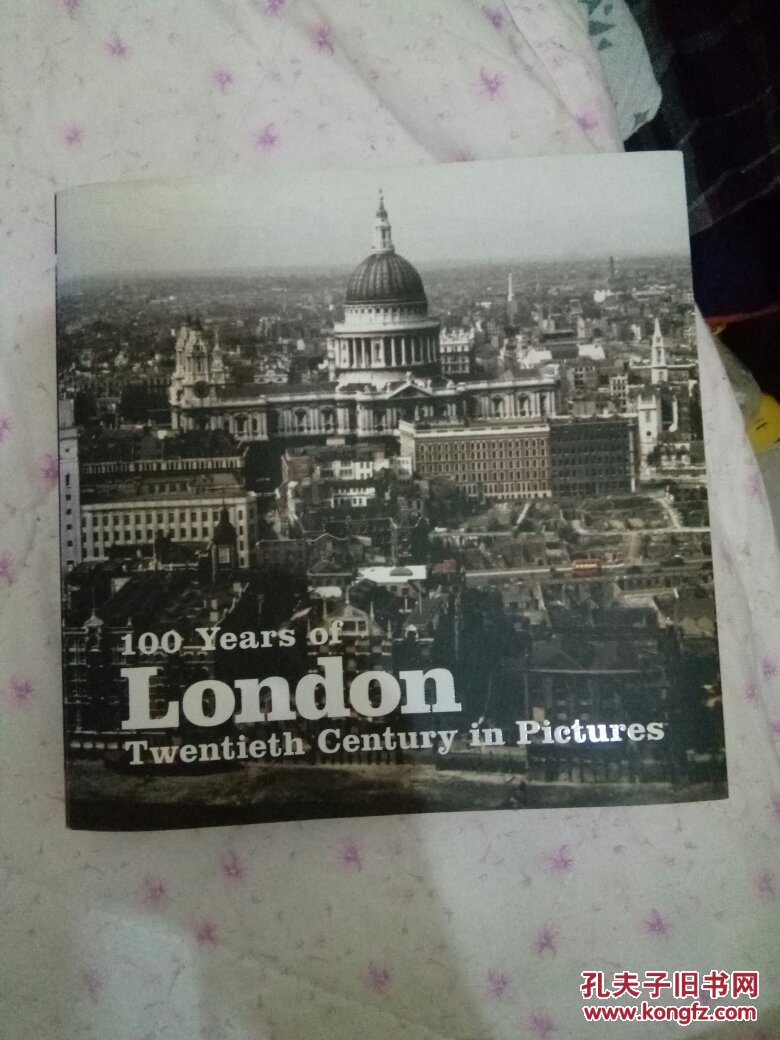 100 Years of
London
Twentieth Century in Pictures
孔夫子旧书网
www.kongfz.com